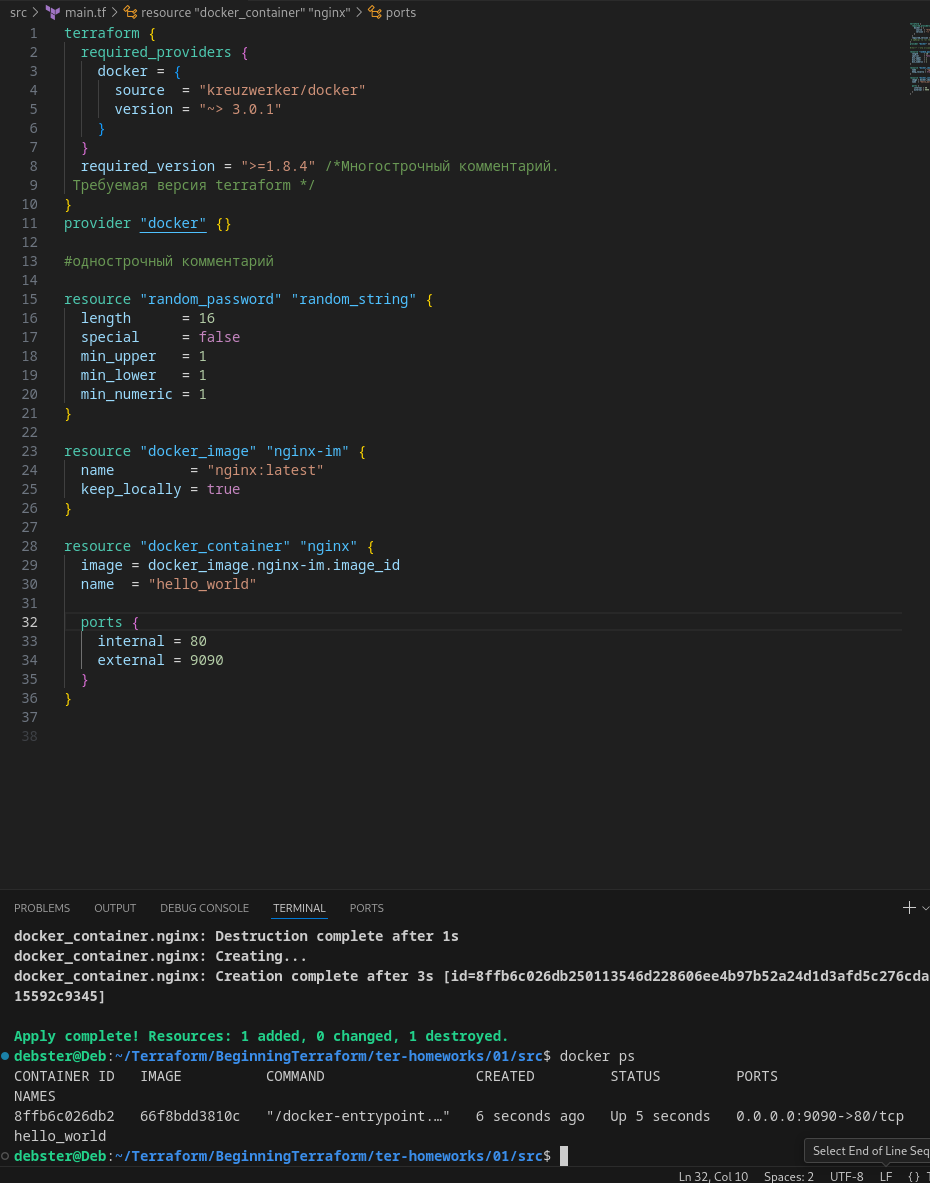 src > main.tf > resource "docker_container" "nginx" > ports
1 terraform {
2   required_providers {
3     docker = {
4       source  = "kreuzwerker/docker"
5       version = "~> 3.0.1"
6     }
7   }
8   required_version = ">=1.8.4" /*Многострочный комментарий.
9  Требуемая версия terraform */
10 }
11 provider "docker" {}
12
13 #однострочный комментарий
14
15 resource "random_password" "random_string" {
16   length      = 16
17   special     = false
18   min_upper   = 1
19   min_lower   = 1
20   min_numeric = 1
21 }
22
23 resource "docker_image" "nginx-im" {
24   name         = "nginx:latest"
25   keep_locally = true
26 }
27
28 resource "docker_container" "nginx" {
29   image = docker_image.nginx-im.image_id
30   name  = "hello_world"
31
32   ports {
33     internal = 80
34     external = 9090
35   }
36 }
37
38
PROBLEMS OUTPUT DEBUG CONSOLE TERMINAL PORTS
docker_container.nginx: Destruction complete after 1s
docker_container.nginx: Creating...
docker_container.nginx: Creation complete after 3s [id=8ffb6c026db250113546d228606ee4b97b52a24d1d3afd5c276cda
15592c9345]
Apply complete! Resources: 1 added, 0 changed, 1 destroyed.
debster@Deb:~/Terraform/BeginningTerraform/ter-homeworks/01/src$ docker ps
CONTAINER ID   IMAGE          COMMAND                  CREATED         STATUS         PORTS
NAMES
8ffb6c026db2   66f8bdd3810c   "/docker-entrypoint.…"   6 seconds ago   Up 5 seconds   0.0.0.0:9090->80/tcp
hello_world
debster@Deb:~/Terraform/BeginningTerraform/ter-homeworks/01/src$
Select End of Line Seq
Ln 32, Col 10 Spaces: 2 UTF-8 LF {} T